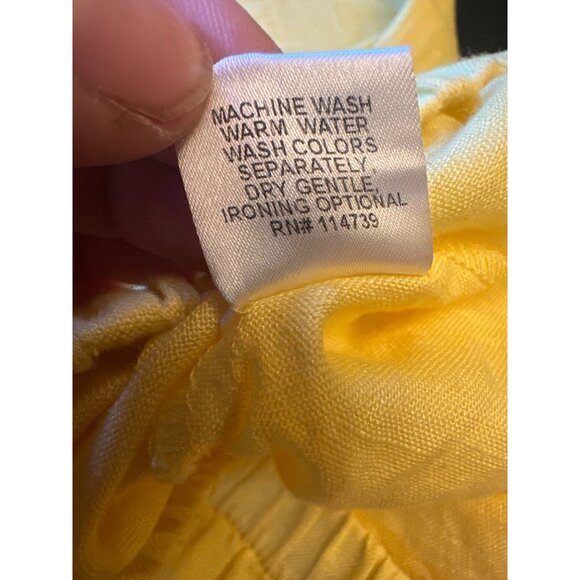 MACHINE WASH
WARM WATER
WASH COLORS
SEPARATELY,
DRY GENTLE,
IRONING OPTIONAL
RN# 114739